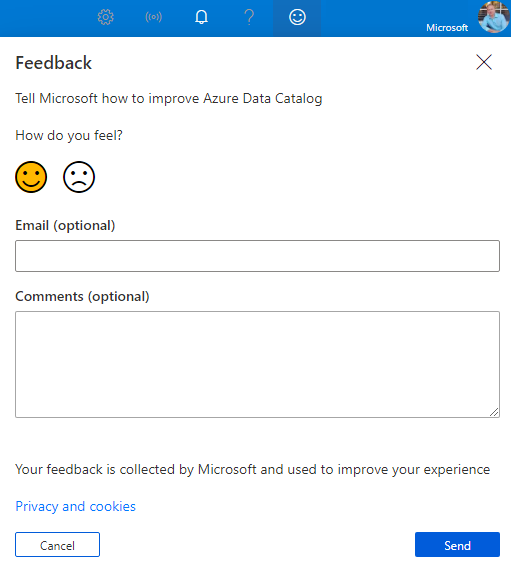 Microsoft
Feedback
Tell Microsoft how to improve Azure Data Catalog
How do you feel?
Email (optional)
Comments (optional)
Your feedback is collected by Microsoft and used to improve your experience
Privacy and cookies
Cancel
Send